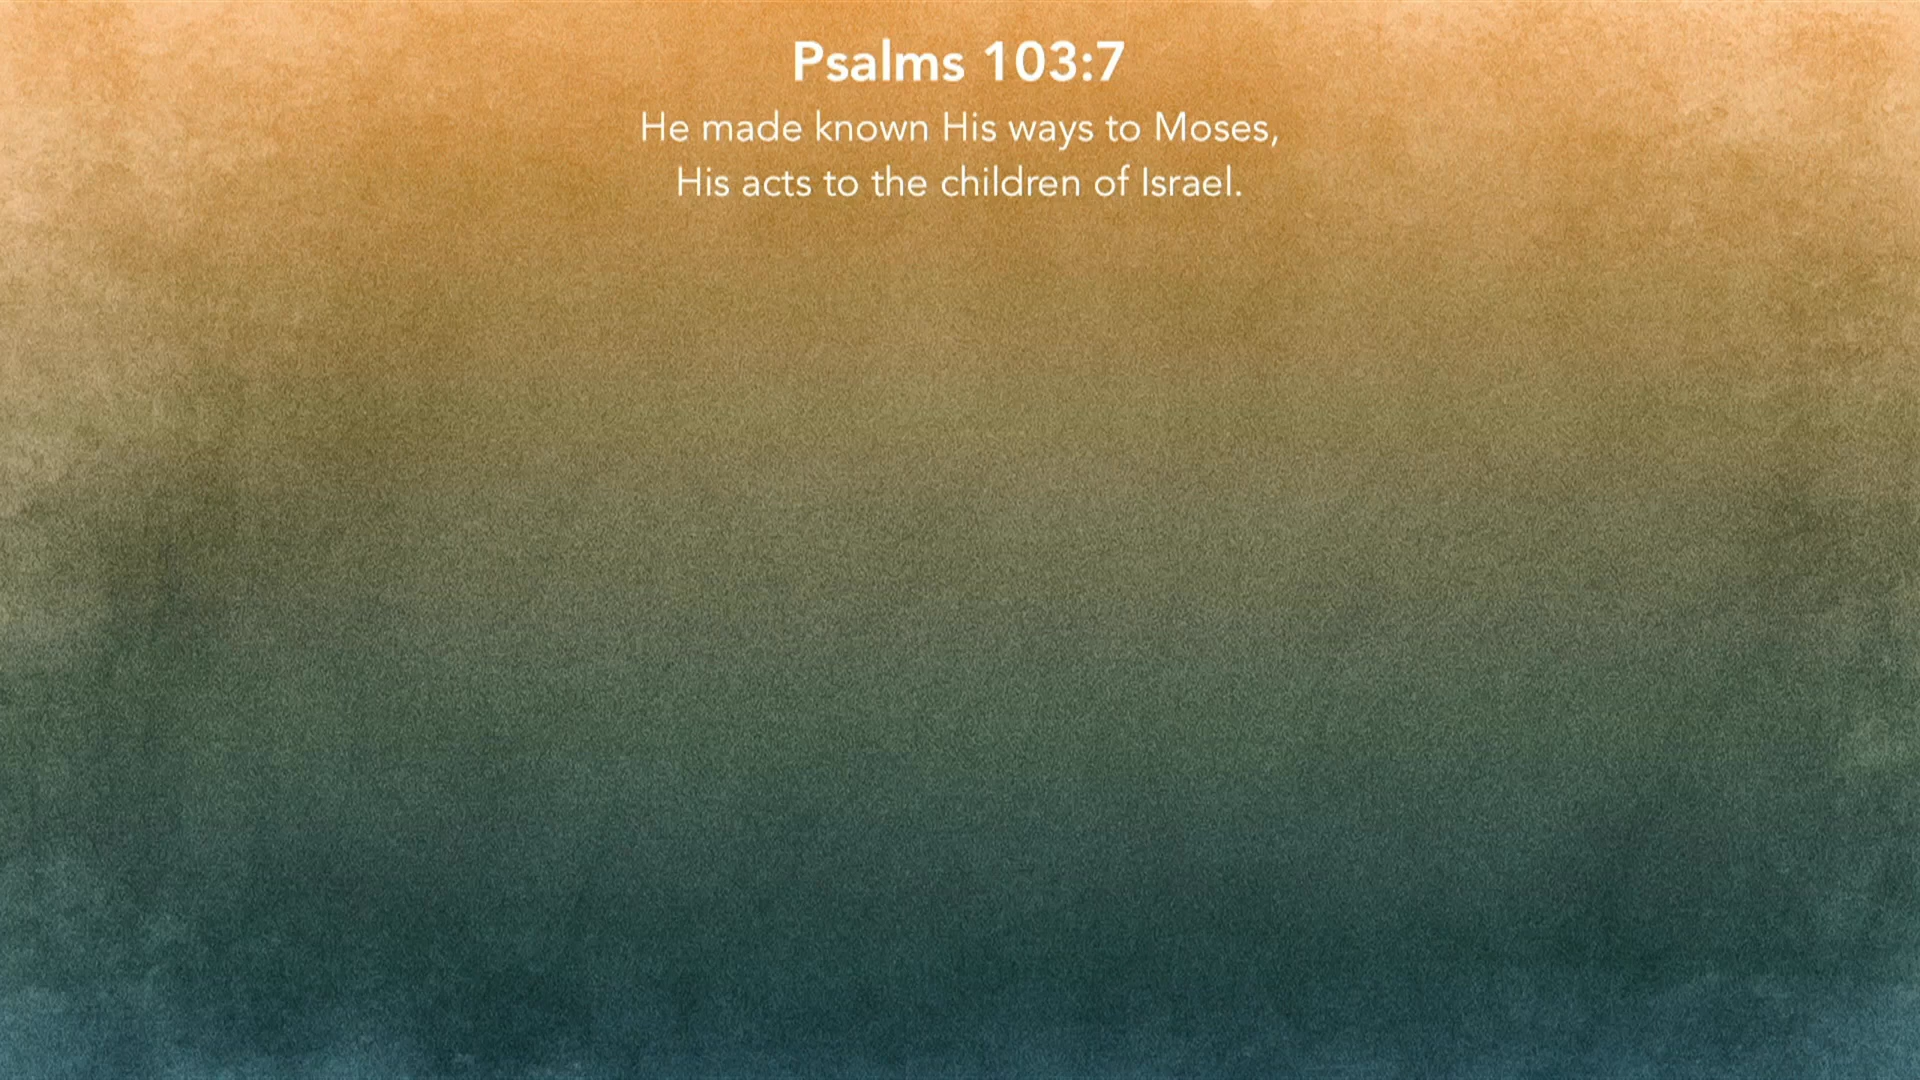 Psalms 103:7
He made known His ways to Moses,
His acts to the children of Israel.